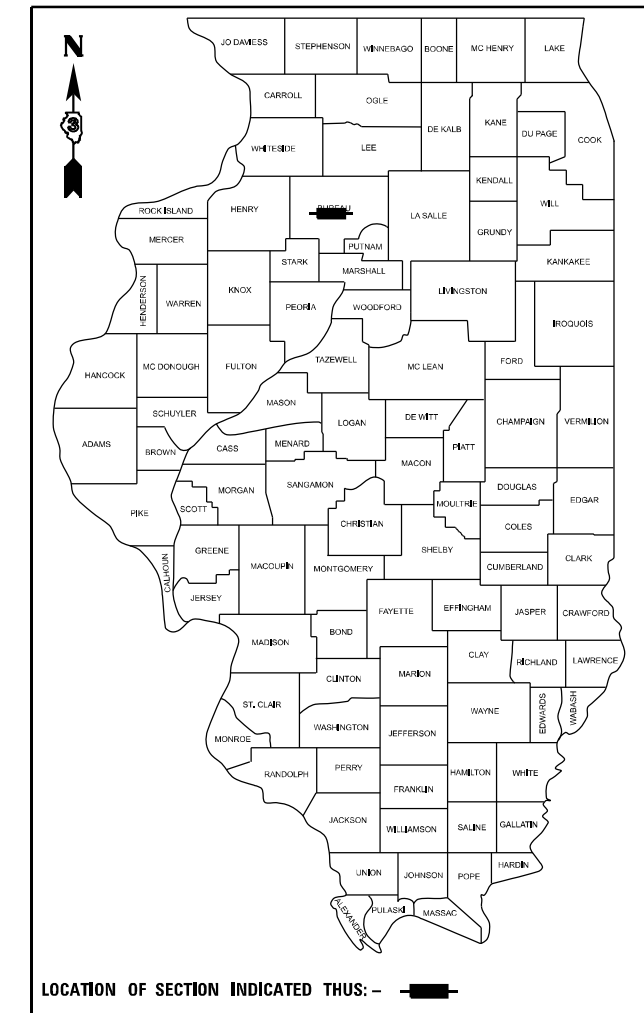 N
3
JO DAVIESS STEPHENSON WINNEBAGO BOONE MC HENRY LAKE
CARROLL OGLE DE KALB KANE DU PAGE COOK
WHITESIDE LEE
KENDALL WILL
ROCK ISLAND HENRY BUREAU LA SALLE
MERCER PUTNAM GRUNDY
STARK MARSHALL KANKAKEE
HENDERSON WARREN KNOX PEORIA WOODFORD LIVINGSTON IROQUOIS
HANCOCK MC DONOUGH FULTON TAZEWELL MC LEAN FORD
SCHUYLER MASON LOGAN DE WITT CHAMPAIGN VERMILION
ADAMS BROWN CASS MENARD MACON PIATT
PIKE SCOTT MORGAN SANGAMON MOULTRIE DOUGLAS EDGAR
CHRISTIAN COLES
CALHOUN GREENE MACOUPIN MONTGOMERY SHELBY CUMBERLAND CLARK
JERSEY FAYETTE EFFINGHAM JASPER CRAWFORD
MADISON BOND
CLAY RICHLAND LAWRENCE
CLINTON MARION
ST. CLAIR WAYNE EDWARDS WABASH
MONROE WASHINGTON JEFFERSON
RANDOLPH PERRY HAMILTON WHITE
FRANKLIN
JACKSON WILLIAMSON SALINE GALLATIN
UNION JOHNSON POPE HARDIN
ALEXANDER PULASKI MASSAC
LOCATION OF SECTION INDICATED THUS: –